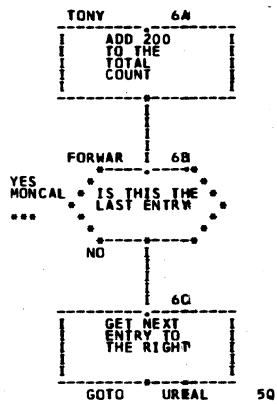 TONY 6A
ADD 200
TO THE
TOTAL
COUNT
FORWAR 6B
YES
MONCAL
***
IS THIS THE
LAST ENTRY
NO
6C
GET NEXT
ENTRY TO
THE RIGHT
GOTO UREAL 5Q